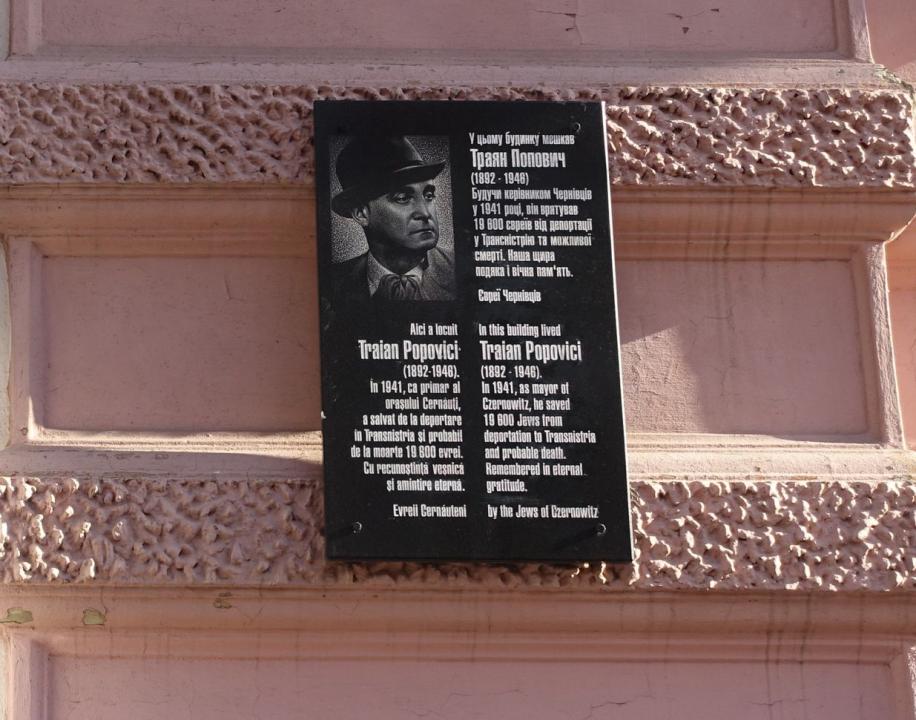 У цьому будинку мешкав
Траян Попович
(1892 - 1946)
Будучи керівником Чернівців
у 1941 році, він врятував
19 600 євреїв від депортації
у Трансністрію та можливої
смерті. Наша щира
подяка і вічна пам'ять.
Євреї Чернівців
Aici a locuit
Traian Popovici
(1892-1946).
În 1941, ca primar al
orașului Cernăuți,
a salvat de la deportare
în Transnistria și probabil
de la moarte 19 600 evrei.
Cu recunoștință veșnică
și amintire eternă.
Evreii Cernăuteni
In this building lived
Traian Popovici
(1892 - 1946).
In 1941, as mayor of
Czernowitz, he saved
19 600 Jews from
deportation to Transnistria
and probable death.
Remembered in eternal
gratitude.
by the Jews of Czernowitz